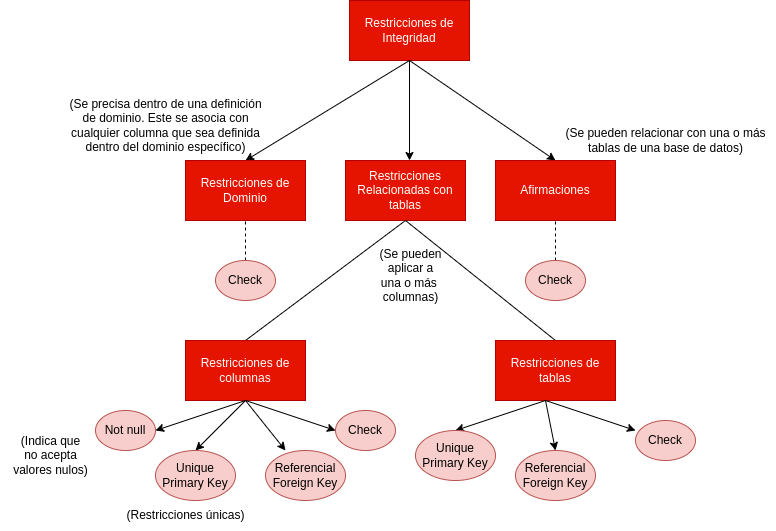 Restricciones de
Integridad
(Se precisa dentro de una definición
de dominio. Este se asocia con
cualquier columna que sea definida
dentro del dominio específico)
(Se pueden relacionar con una o más
tablas de una base de datos)
Restricciones de
Dominio
Restricciones
Relacionadas con
tablas
Afirmaciones
Check
(Se pueden
aplicar a
una o más
columnas)
Check
Restricciones de
columnas
Restricciones de
tablas
Not null
Check
(Indica que
no acepta
valores nulos)
Unique
Primary Key
Referencial
Foreign Key
Unique
Primary Key
Referencial
Foreign Key
Check
(Restricciones únicas)